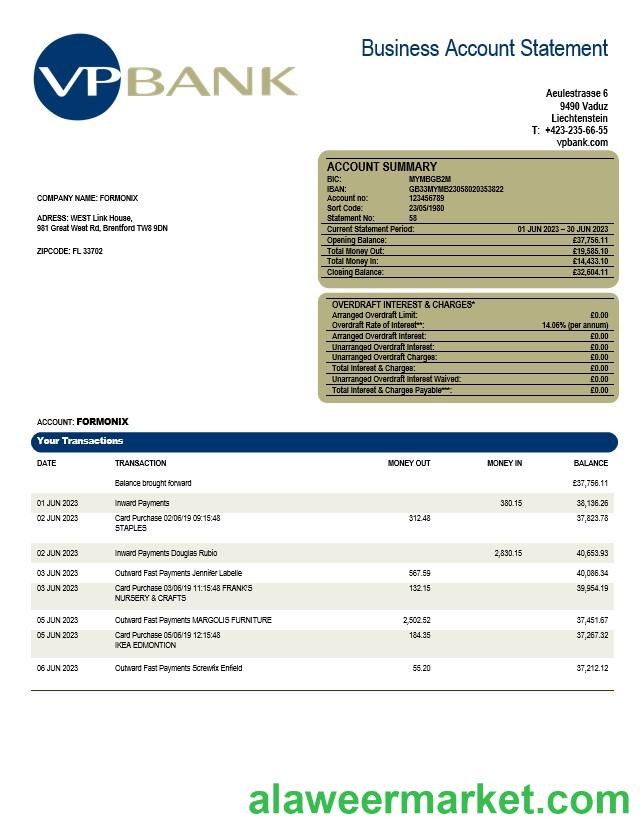 VPBANK
Business Account Statement
Aeulestrasse 6
9490 Vaduz
Liechtenstein
T: +423-235-66-55
vpbank.com
ACCOUNT SUMMARY
BIC: MYMBGB2M
IBAN: GB33MYMB23058020353822
Account no: 123456789
Sort Code: 23/05/1980
Statement No: 58
Current Statement Period: 01 JUN 2023 – 30 JUN 2023
Opening Balance: £37,756.11
Total Money Out: £19,585.10
Total Money In: £14,433.10
Closing Balance: £32,604.11
COMPANY NAME: FORMONIX
ADRESS: WEST Link House,
981 Great West Rd, Brentford TW8 9DN
ZIPCODE: FL 33702
OVERDRAFT INTEREST & CHARGES*
Arranged Overdraft Limit: £0.00
Overdraft Rate of Interest**: 14.06% (per annum)
Arranged Overdraft Interest: £0.00
Unarranged Overdraft Interest: £0.00
Unarranged Overdraft Charges: £0.00
Total Interest & Charges: £0.00
Unarranged Overdraft Interest Waived: £0.00
Total Interest & Charges Payable***: £0.00
ACCOUNT: FORMONIX
Your Transactions
DATE TRANSACTION MONEY OUT MONEY IN BALANCE
Balance brought forward £37,756.11
01 JUN 2023 Inward Payments 380.15 38,136.26
02 JUN 2023 Card Purchase 02/06/19 09:15:48 312.48 37,823.78
STAPLES
02 JUN 2023 Inward Payments Douglas Rubio 2,830.15 40,653.93
03 JUN 2023 Outward Fast Payments Jennifer Labelle 567.59 40,086.34
03 JUN 2023 Card Purchase 03/06/19 11:15:48 FRANK'S 132.15 39,954.19
NURSERY & CRAFTS
05 JUN 2023 Outward Fast Payments MARGOLIS FURNITURE 2,502.52 37,451.67
05 JUN 2023 Card Purchase 05/06/19 12:15:48 184.35 37,267.32
IKEA EDMONTION
06 JUN 2023 Outward Fast Payments Screwfix Enfield 55.20 37,212.12
alaweermarket.com